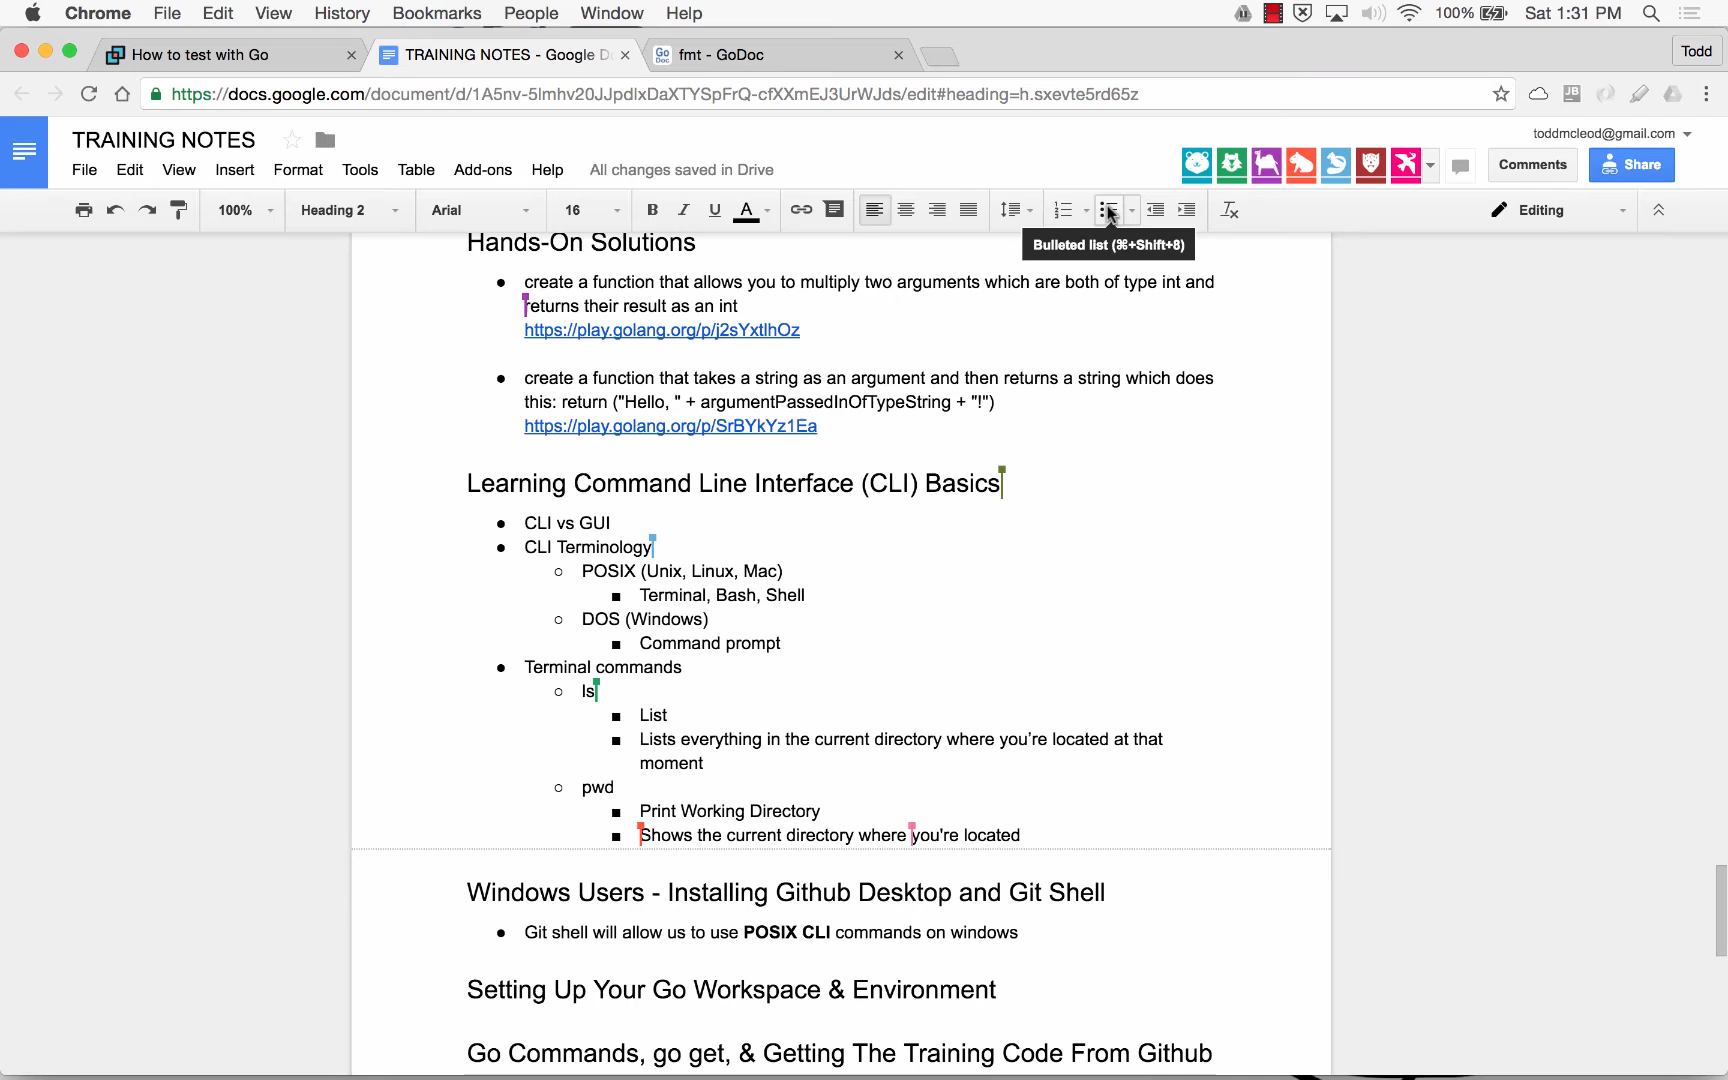 Chrome File Edit View History Bookmarks People Window Help 100% Sat 1:31 PM
How to test with Go TRAINING NOTES - Google Do GO DOC fmt - GoDoc Todd
https://docs.google.com/document/d/1A5nv-5lmhv20JJpdlxDaXTYSpFrQ-cfXXmEJ3UrWJds/edit#heading=h.sxevte5rd65z JB
TRAINING NOTES toddmcleod@gmail.com
File Edit View Insert Format Tools Table Add-ons Help All changes saved in Drive Comments Share
100% Heading 2 Arial 16 B I U A Editing
Bulleted list (⌘+Shift+8)
Hands-On Solutions
● create a function that allows you to multiply two arguments which are both of type int and
returns their result as an int
https://play.golang.org/p/j2sYxtlhOz
● create a function that takes a string as an argument and then returns a string which does
this: return ("Hello, " + argumentPassedInOfTypeString + "!")
https://play.golang.org/p/SrBYkYz1Ea
Learning Command Line Interface (CLI) Basics
● CLI vs GUI
● CLI Terminology
○ POSIX (Unix, Linux, Mac)
■ Terminal, Bash, Shell
○ DOS (Windows)
■ Command prompt
● Terminal commands
○ ls
■ List
■ Lists everything in the current directory where you're located at that
moment
○ pwd
■ Print Working Directory
■ Shows the current directory where you're located
Windows Users - Installing Github Desktop and Git Shell
● Git shell will allow us to use POSIX CLI commands on windows
Setting Up Your Go Workspace & Environment
Go Commands, go get, & Getting The Training Code From Github